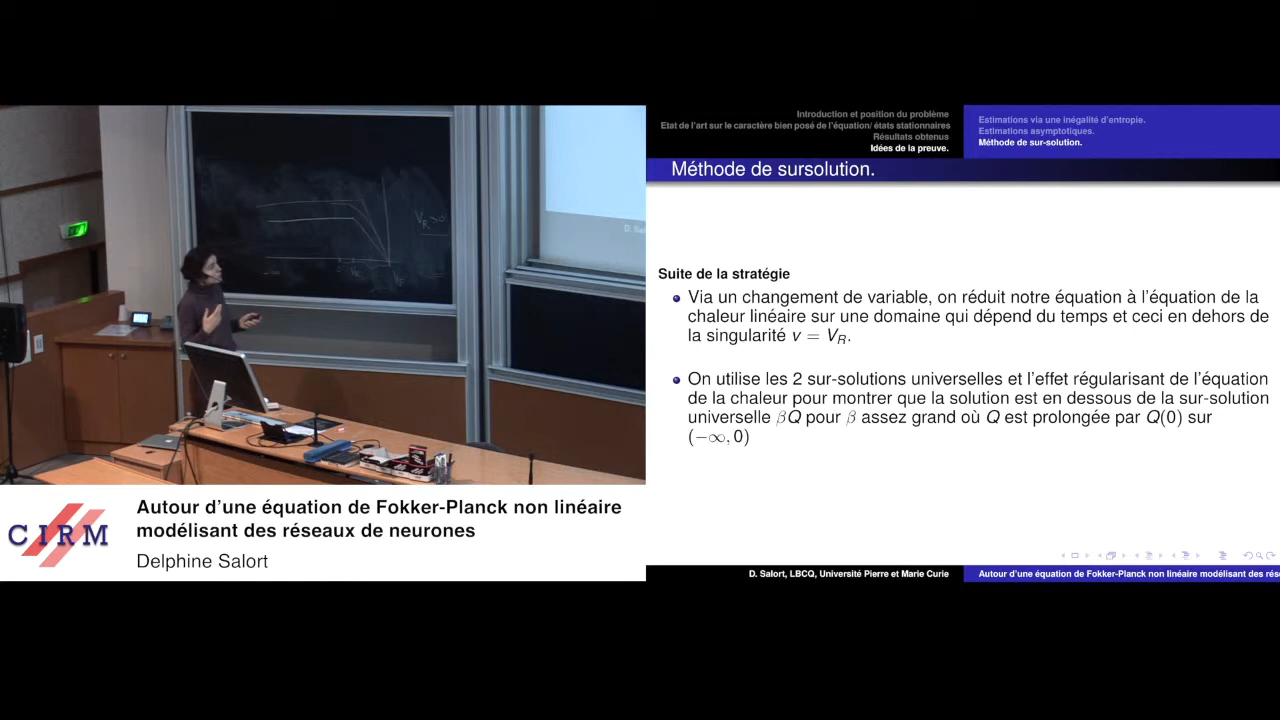 Introduction et position du problème
Etat de l'art sur le caractère bien posé de l'équation/ états stationnaires
Résultats obtenus
Idées de la preuve.
Estimations via une inégalité d'entropie.
Estimations asymptotiques.
Méthode de sur-solution.
Méthode de sursolution.
Suite de la stratégie
Via un changement de variable, on réduit notre équation à l'équation de la
chaleur linéaire sur une domaine qui dépend du temps et ceci en dehors de
la singularité v = V_R.
On utilise les 2 sur-solutions universelles et l'effet régularisant de l'équation
de la chaleur pour montrer que la solution est en dessous de la sur-solution
universelle βQ pour β assez grand où Q est prolongée par Q(0) sur
(−∞, 0)
D. Salort, LBCQ, Université Pierre et Marie Curie
Autour d'une équation de Fokker-Planck non linéaire modélisant des rés
CIRM
Autour d'une équation de Fokker-Planck non linéaire
modélisant des réseaux de neurones
Delphine Salort